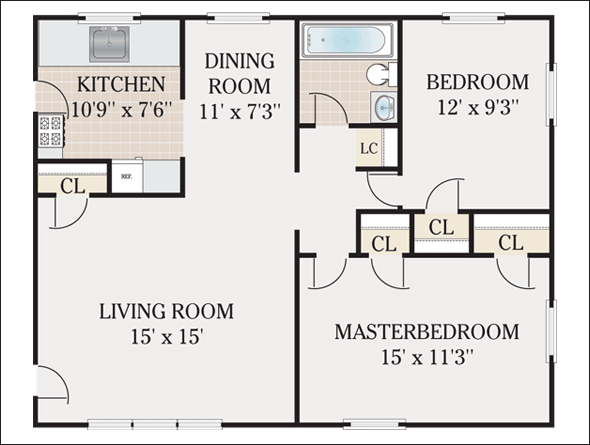 KITCHEN
10'9" x 7'6"
DINING
ROOM
11' x 7'3"
BEDROOM
12' x 9'3"
LC
REF.
CL
CL
CL
CL
LIVING ROOM
15' x 15'
MASTERBEDROOM
15' x 11'3"